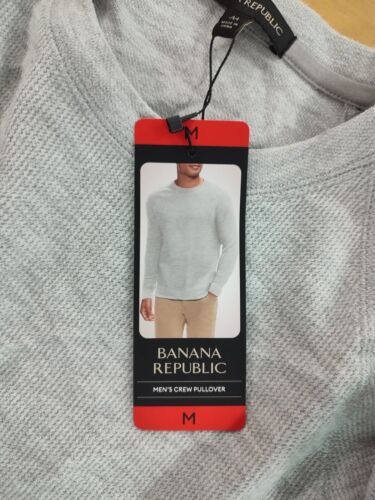 REPUBLIC
M
M
BANANA
REPUBLIC
MEN'S CREW PULLOVER
M